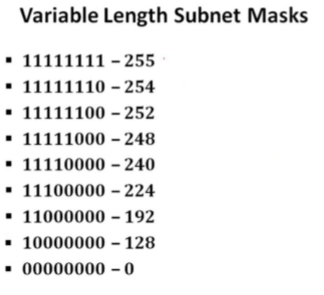 Variable Length Subnet Masks
▪ 11111111 – 255
▪ 11111110 – 254
▪ 11111100 – 252
▪ 11111000 – 248
▪ 11110000 – 240
▪ 11100000 – 224
▪ 11000000 – 192
▪ 10000000 – 128
▪ 00000000 – 0